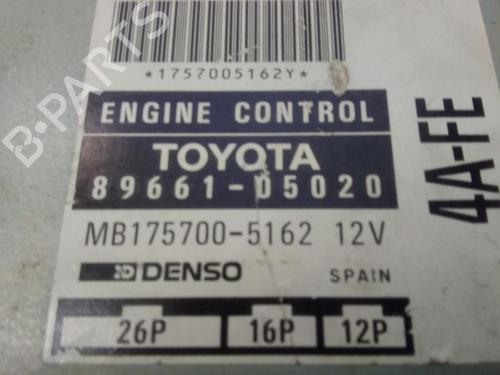 *1757005162Y*
ENGINE CONTROL
TOYOTA
89661-05020
MB175700-5162 12V
DENSO SPAIN
26P 16P 12P
4A-FE
B-PARTS